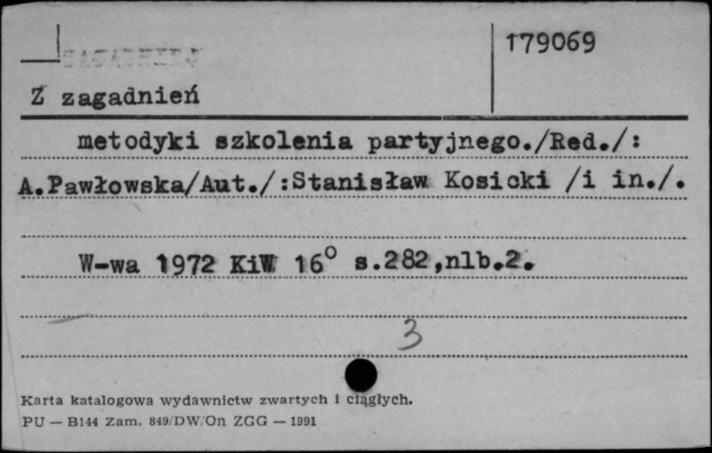 179069
Z zagadnień
metodyki szkolenia partyjnego./Red./:
A.Pawłowska/Aut./:Stanisław Kosicki /i in./.
W-wa 1972 KiW 16° s.282,nlb.2.
3
Karta katalogowa wydawnictw zwartych i ciągłych.
PU — B144 Zam. 849/DW/On ZGG — 1991